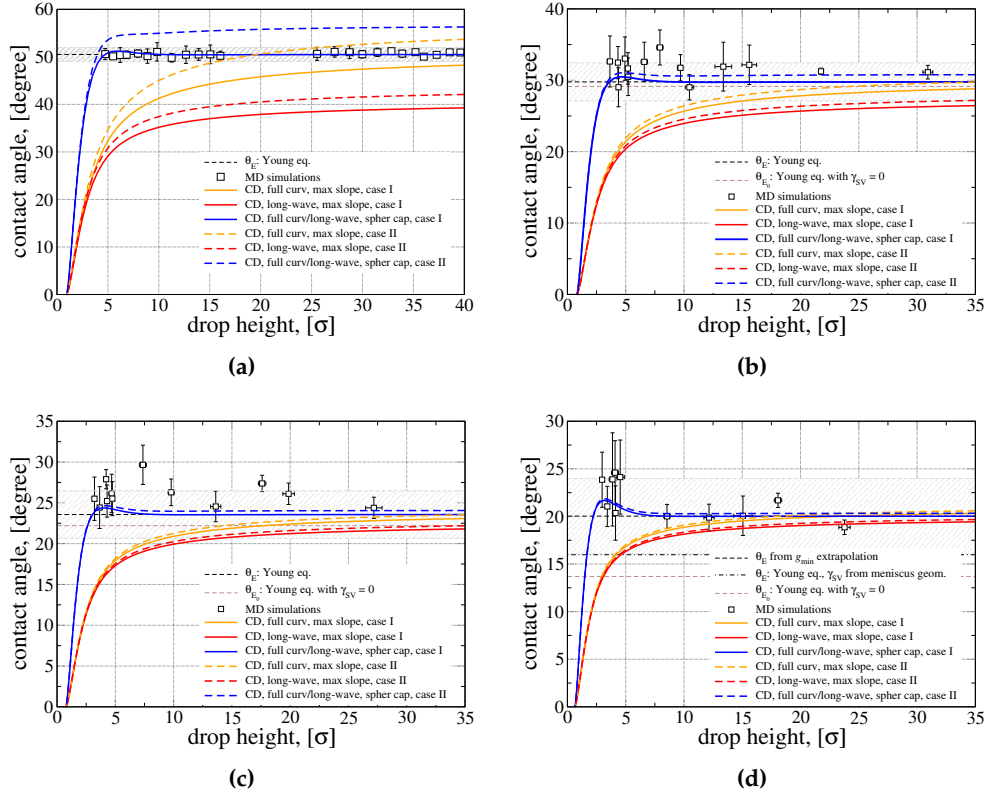 60
50
40
30
20
10
0
contact angle, [degree]
θE: Young eq.
MD simulations
CD, full curv, max slope, case I
CD, long-wave, max slope, case I
CD, full curv/long-wave, spher cap, case I
CD, full curv, max slope, case II
CD, long-wave, max slope, case II
CD, full curv/long-wave, spher cap, case II
0 5 10 15 20 25 30 35 40
drop height, [σ]
(a)
40
30
20
10
0
contact angle, [degree]
θE: Young eq.
θE0: Young eq. with γSV = 0
MD simulations
CD, full curv, max slope, case I
CD, long-wave, max slope, case I
CD, full curv/long-wave, spher cap, case I
CD, full curv, max slope, case II
CD, long-wave, max slope, case II
CD, full curv/long-wave, spher cap, case II
0 5 10 15 20 25 30 35
drop height, [σ]
(b)
35
30
25
20
15
10
5
0
contact angle, [degree]
θE: Young eq.
θE0: Young eq. with γSV = 0
MD simulations
CD, full curv, max slope, case I
CD, long-wave, max slope, case I
CD, full curv/long-wave, spher cap, case I
CD, full curv, max slope, case II
CD, long-wave, max slope, case II
CD, full curv/long-wave, spher cap, case II
0 5 10 15 20 25 30 35
drop height, [σ]
(c)
30
25
20
15
10
5
0
contact angle, [degree]
θE from gmin extrapolation
θE: Young eq., γSV from meniscus geom.
θE0: Young eq. with γSV = 0
MD simulations
CD, full curv, max slope, case I
CD, long-wave, max slope, case I
CD, full curv/long-wave, spher cap, case I
CD, full curv, max slope, case II
CD, long-wave, max slope, case II
CD, full curv/long-wave, spher cap, case II
0 5 10 15 20 25 30 35
drop height, [σ]
(d)